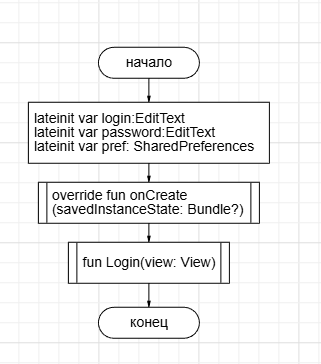 начало
lateinit var login:EditText
lateinit var password:EditText
lateinit var pref: SharedPreferences
override fun onCreate
(savedInstanceState: Bundle?)
fun Login(view: View)
конец